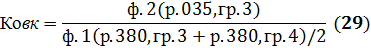 Ковк = ф. 2(р. 035, гр. 3) / ф. 1(р. 380, гр. 3 + р. 380, гр. 4)/2 (29)